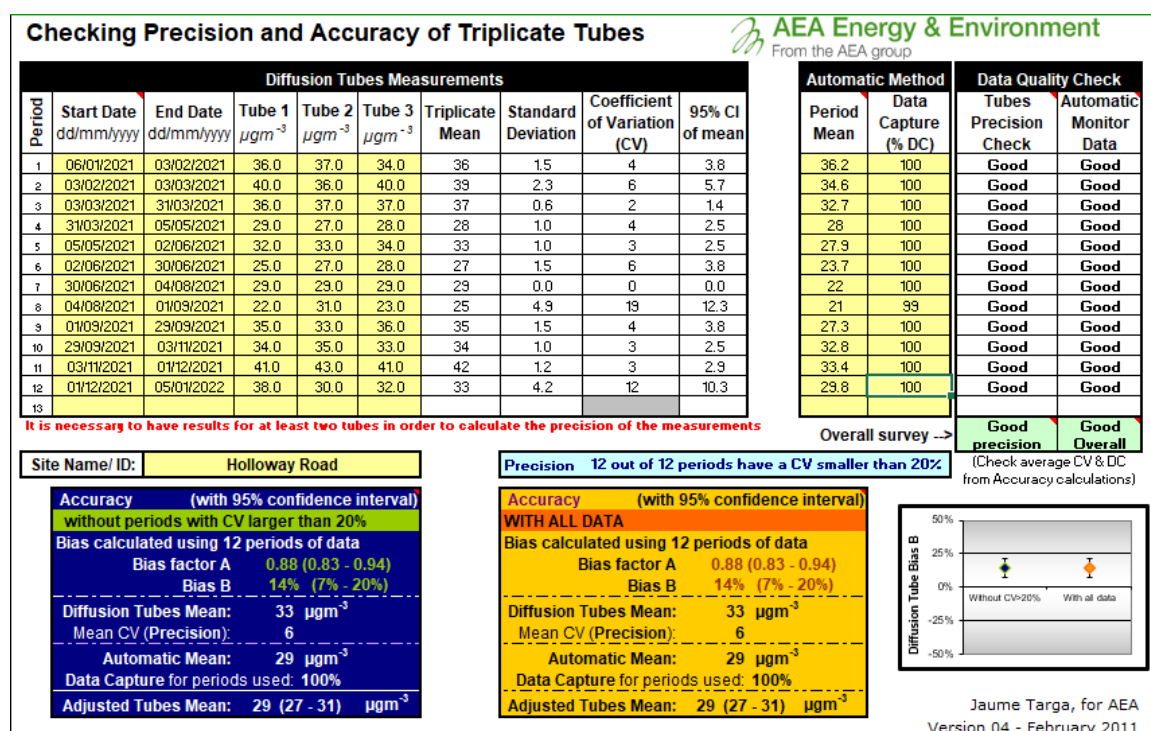 Checking Precision and Accuracy of Triplicate Tubes
AEA Energy & Environment
From the AEA group
Diffusion Tubes Measurements
Automatic Method
Data Quality Check
Period Start Date dd/mm/yyyy End Date dd/mm/yyyy Tube 1 µgm⁻³ Tube 2 µgm⁻³ Tube 3 µgm⁻³ Triplicate Mean Standard Deviation Coefficient of Variation (CV) 95% CI of mean Period Mean Data Capture (% DC) Tubes Precision Check Automatic Monitor Data
1 06/01/2021 03/02/2021 36.0 37.0 34.0 36 1.5 4 3.8 36.2 100 Good Good
2 03/02/2021 03/03/2021 40.0 36.0 40.0 39 2.3 6 5.7 34.6 100 Good Good
3 03/03/2021 31/03/2021 36.0 37.0 37.0 37 0.6 2 1.4 32.7 100 Good Good
4 31/03/2021 05/05/2021 29.0 27.0 28.0 28 1.0 4 2.5 28 100 Good Good
5 05/05/2021 02/06/2021 32.0 33.0 34.0 33 1.0 3 2.5 27.9 100 Good Good
6 02/06/2021 30/06/2021 25.0 27.0 28.0 27 1.5 6 3.8 23.7 100 Good Good
7 30/06/2021 04/08/2021 29.0 29.0 29.0 29 0.0 0 0.0 22 100 Good Good
8 04/08/2021 01/09/2021 22.0 31.0 23.0 25 4.9 19 12.3 21 99 Good Good
9 01/09/2021 29/09/2021 35.0 33.0 36.0 35 1.5 4 3.8 27.3 100 Good Good
10 29/09/2021 03/11/2021 34.0 35.0 33.0 34 1.0 3 2.5 32.8 100 Good Good
11 03/11/2021 01/12/2021 41.0 43.0 41.0 42 1.2 3 2.9 33.4 100 Good Good
12 01/12/2021 05/01/2022 38.0 30.0 32.0 33 4.2 12 10.3 29.8 100 Good Good
13
It is necessary to have results for at least two tubes in order to calculate the precision of the measurements
Overall survey --> Good precision Good Overall
Site Name/ ID: Holloway Road
Precision 12 out of 12 periods have a CV smaller than 20%
(Check average CV & DC
from Accuracy calculations)
Accuracy (with 95% confidence interval)
without periods with CV larger than 20%
Bias calculated using 12 periods of data
Bias factor A 0.88 (0.83 - 0.94)
Bias B 14% (7% - 20%)
Diffusion Tubes Mean: 33 µgm⁻³
Mean CV (Precision): 6
Automatic Mean: 29 µgm⁻³
Data Capture for periods used: 100%
Adjusted Tubes Mean: 29 (27 - 31) µgm⁻³
Accuracy (with 95% confidence interval)
WITH ALL DATA
Bias calculated using 12 periods of data
Bias factor A 0.88 (0.83 - 0.94)
Bias B 14% (7% - 20%)
Diffusion Tubes Mean: 33 µgm⁻³
Mean CV (Precision): 6
Automatic Mean: 29 µgm⁻³
Data Capture for periods used: 100%
Adjusted Tubes Mean: 29 (27 - 31) µgm⁻³
Diffusion Tube Bias B
50%
25%
0%
-25%
-50%
Without CV>20% With all data
Jaume Targa, for AEA
Version 04 - February 2011